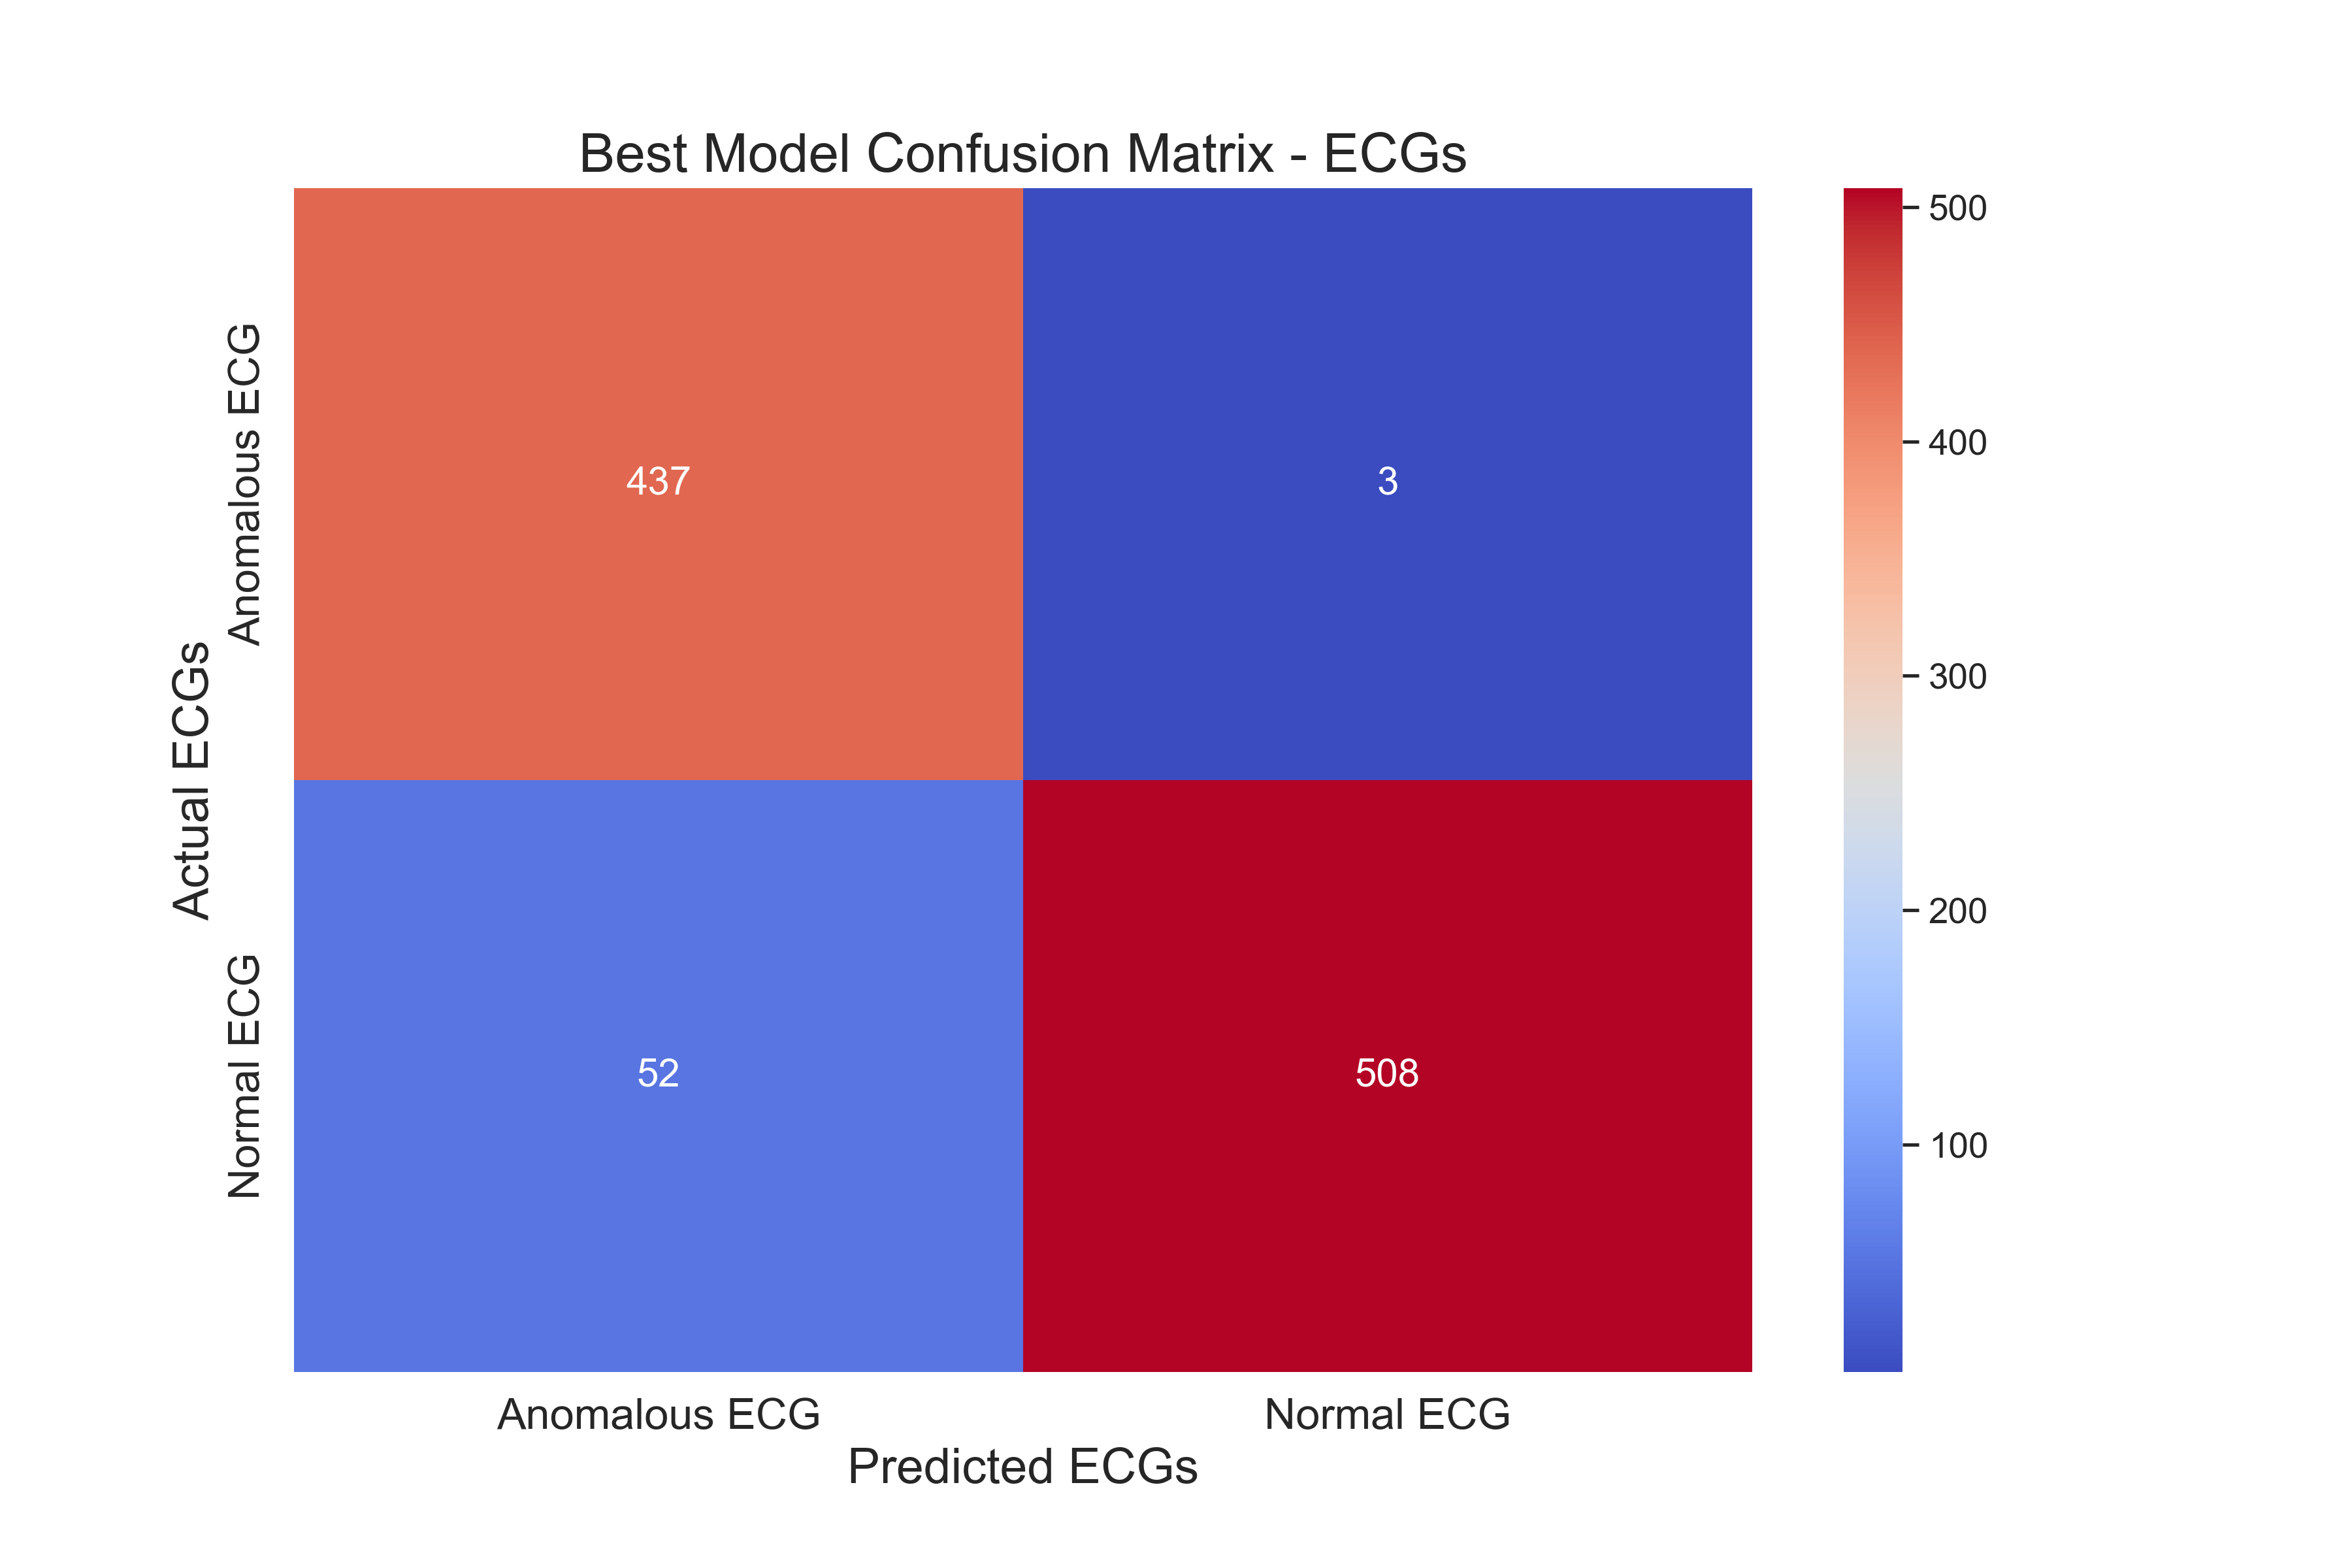 Best Model Confusion Matrix - ECGs
Actual ECGs
Anomalous ECG
Normal ECG
437
3
52
508
Anomalous ECG
Normal ECG
Predicted ECGs
500
400
300
200
100